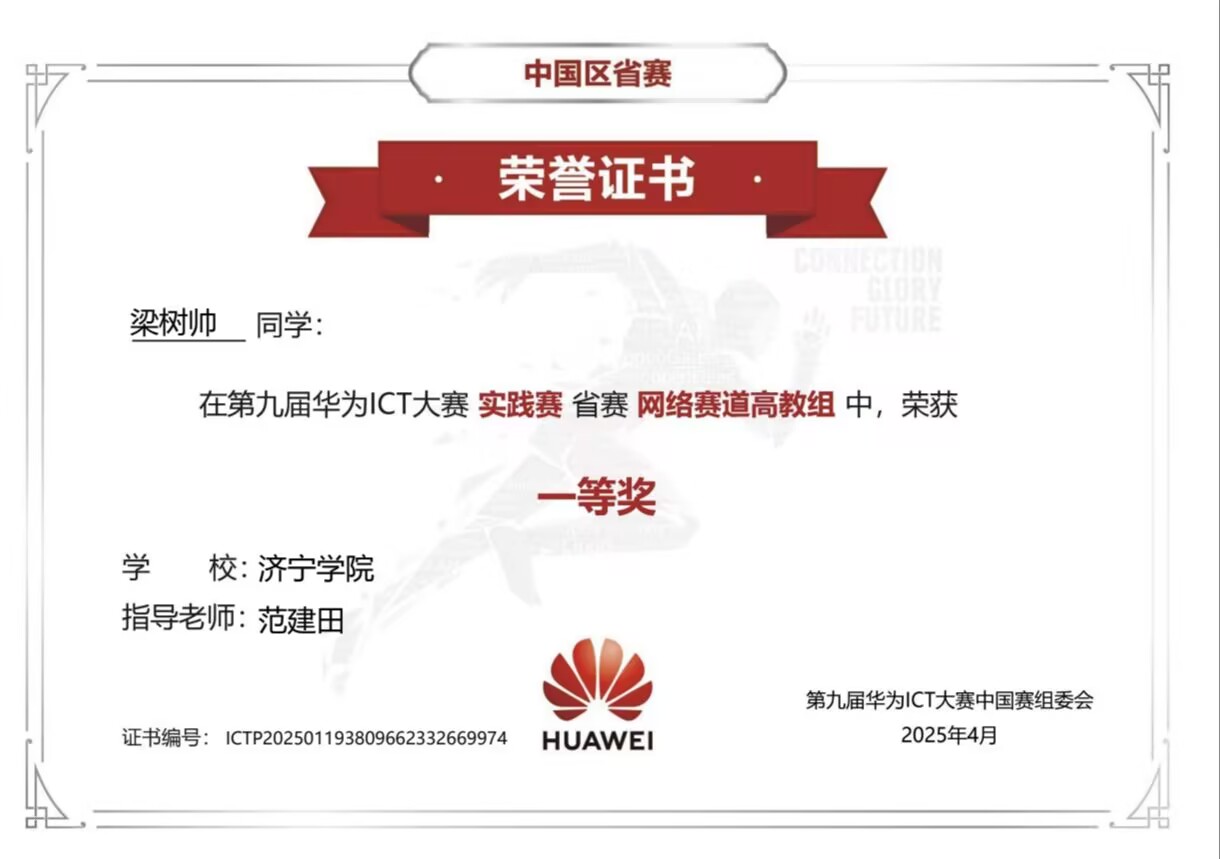 中国区省赛
· 荣誉证书 ·
CONNECTION
GLORY
FUTURE
梁树帅 同学：
在第九届华为ICT大赛 实践赛 省赛 网络赛道高教组 中，荣获
一等奖
学 校：济宁学院
指导老师：范建田
HUAWEI
证书编号： ICTP202501193809662332669974
第九届华为ICT大赛中国赛组委会
2025年4月